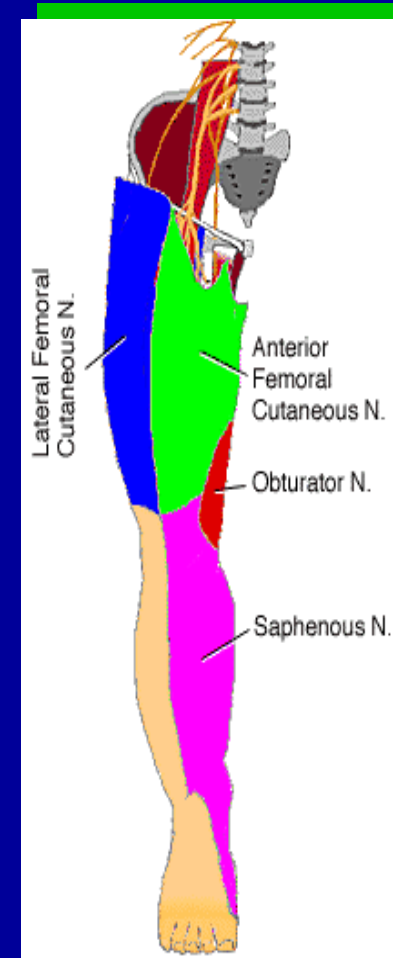 Lateral Femoral
Cutaneous N.
Anterior
Femoral
Cutaneous N.
Obturator N.
Saphenous N.